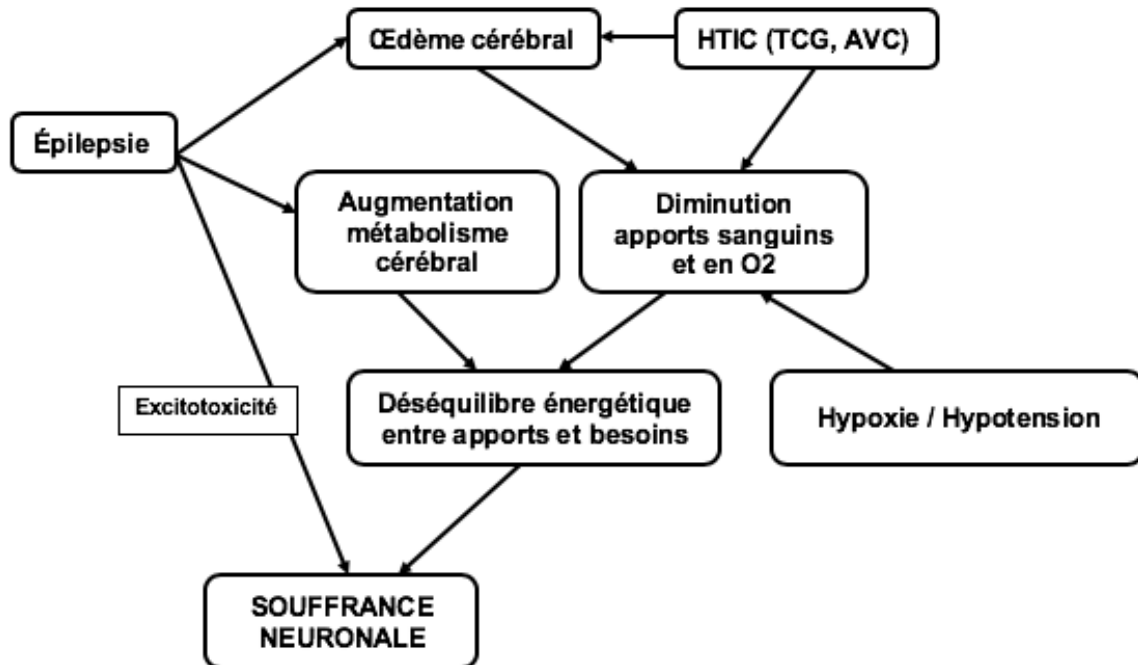 Œdème cérébral
HTIC (TCG, AVC)
Épilepsie
Augmentation
métabolisme
cérébral
Diminution
apports sanguins
et en O2
Excitotoxicité
Déséquilibre énergétique
entre apports et besoins
Hypoxie / Hypotension
SOUFFRANCE
NEURONALE